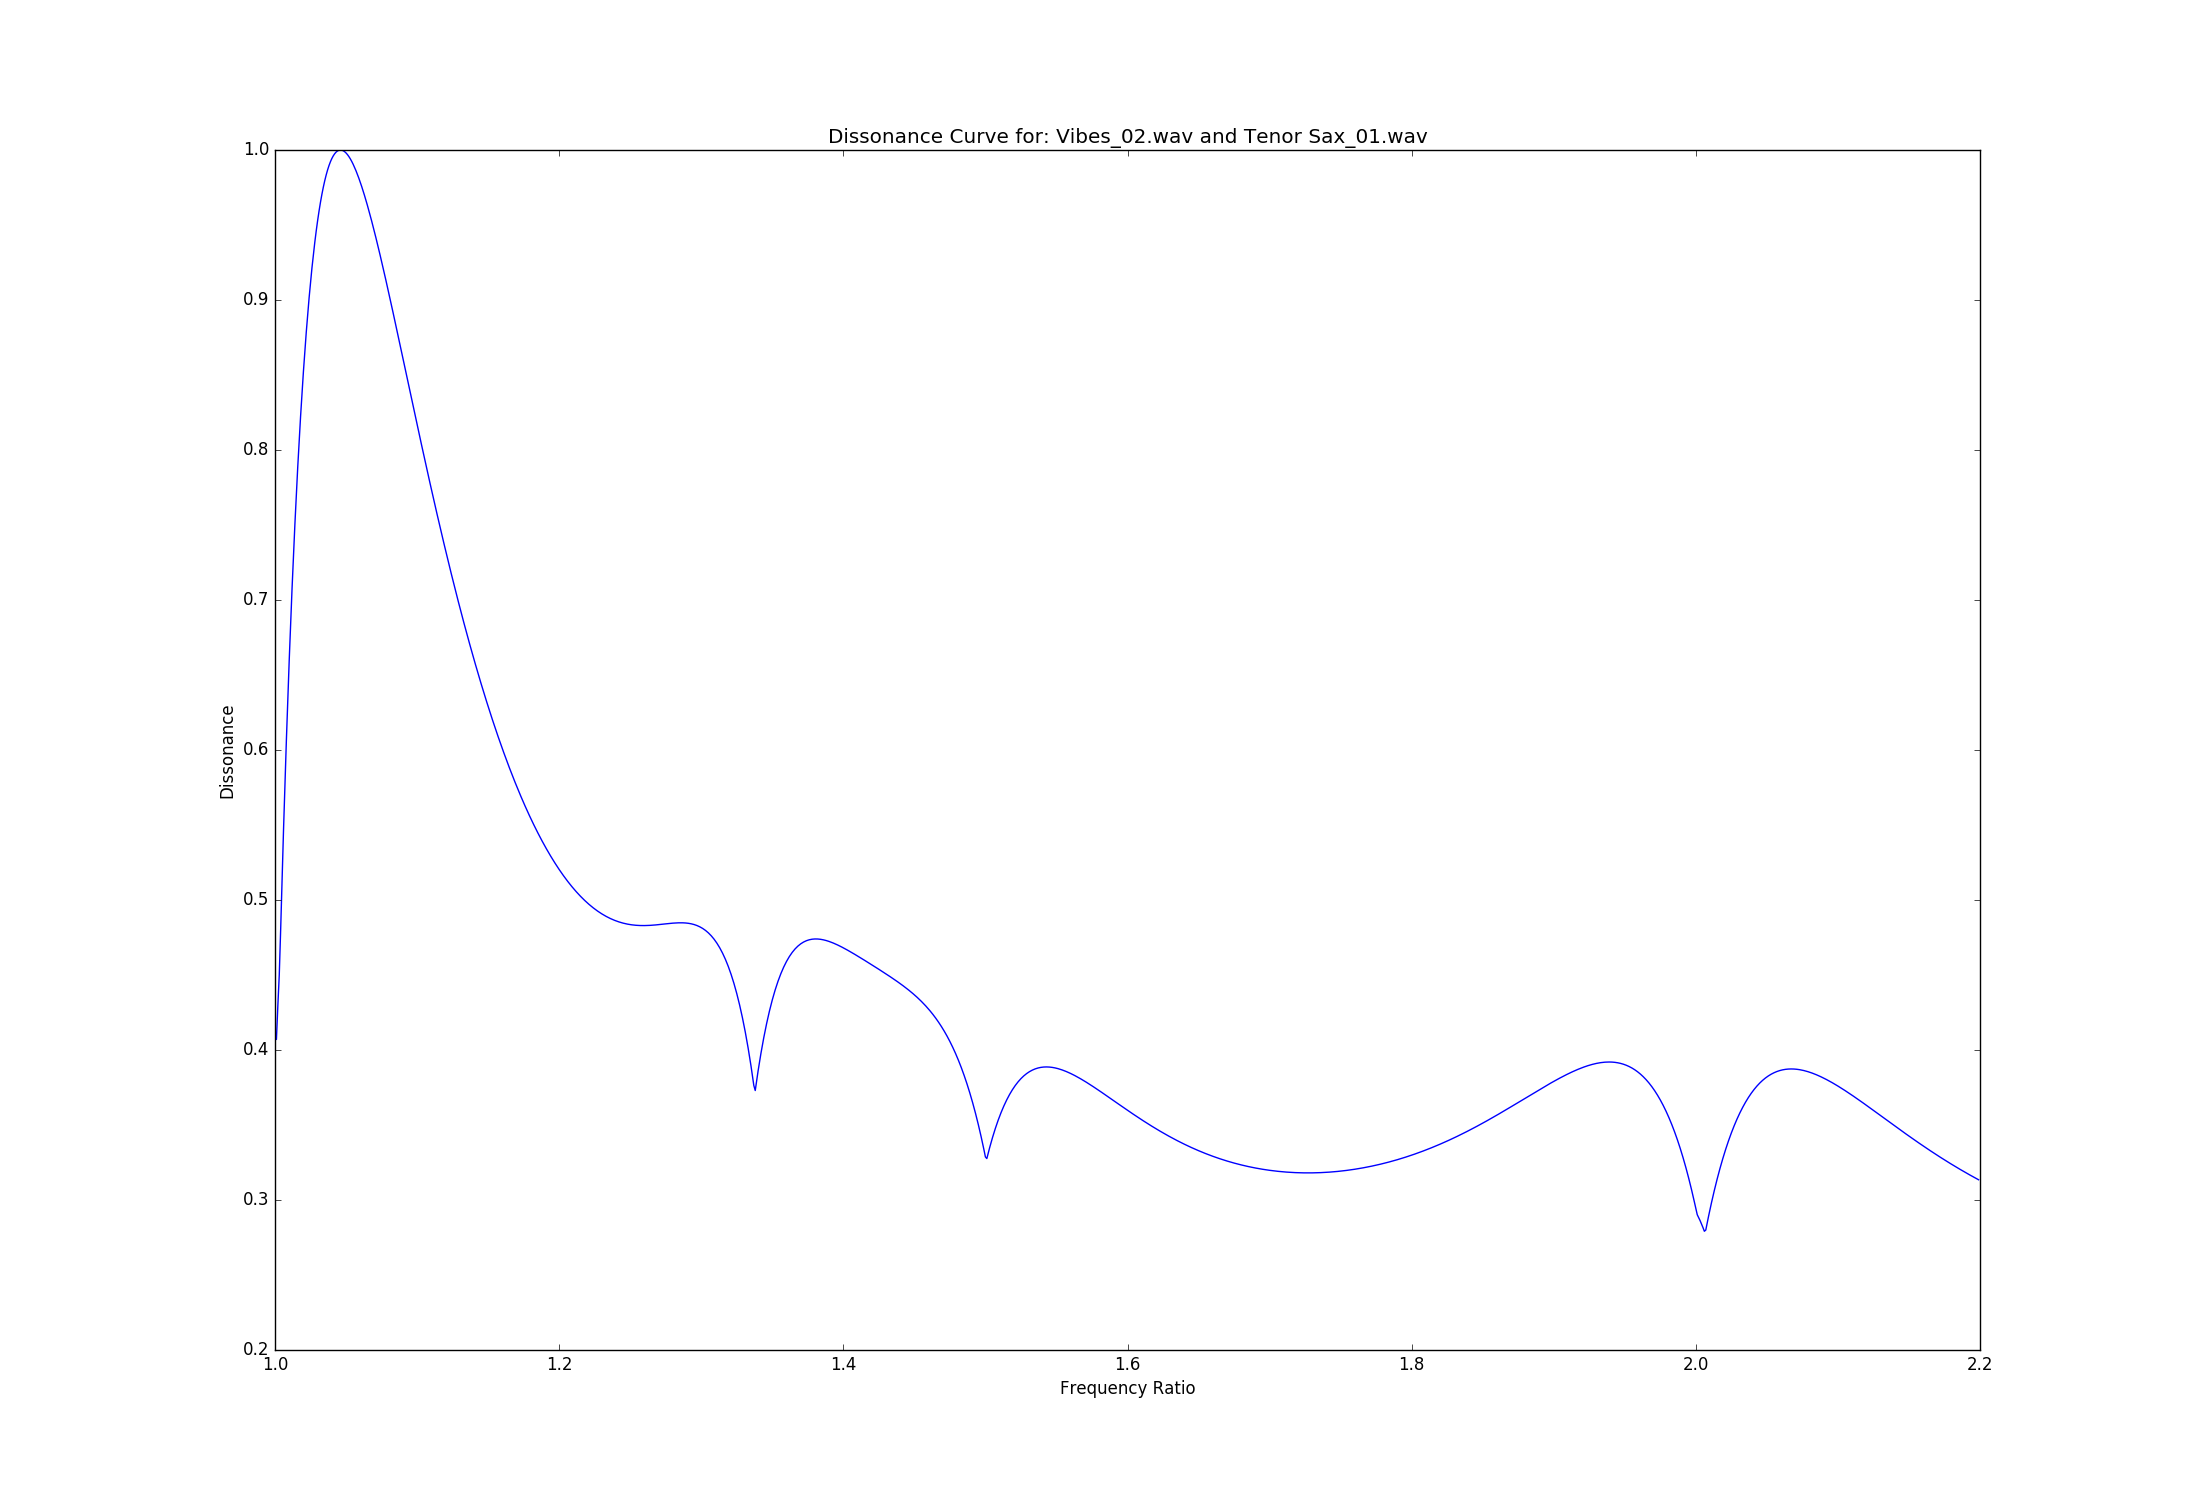 Dissonance Curve for: Vibes_02.wav and Tenor Sax_01.wav
1.0
0.9
0.8
0.7
0.6
0.5
0.4
0.3
0.2
Dissonance
1.0 1.2 1.4 1.6 1.8 2.0 2.2
Frequency Ratio